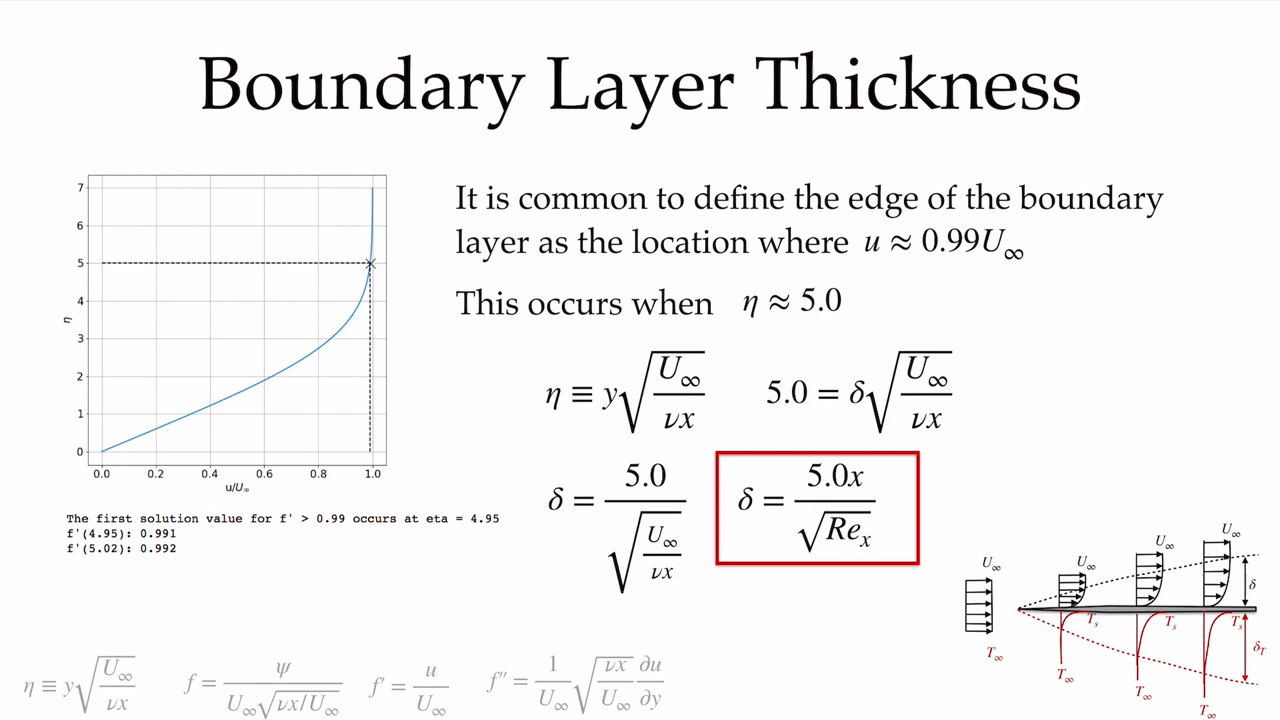 Boundary Layer Thickness
It is common to define the edge of the boundary
layer as the location where u ≈ 0.99U∞
This occurs when η ≈ 5.0
η ≡ y√(U∞/νx)
5.0 = δ√(U∞/νx)
δ = 5.0/√(U∞/νx)
δ = 5.0x/√Reₓ
7
6
5
4
3
2
1
0
η
0.0 0.2 0.4 0.6 0.8 1.0
u/U∞
The first solution value for f' > 0.99 occurs at eta = 4.95
f'(4.95): 0.991
f'(5.02): 0.992
U∞
U∞
U∞
U∞
δ
Tₛ
Tₛ
Tₛ
T∞
T∞
T∞
T∞
δ_T
η ≡ y√(U∞/νx)
f = ψ/(U∞√(νx/U∞))
f′ = u/U∞
f″ = 1/U∞ √(νx/U∞) ∂u/∂y